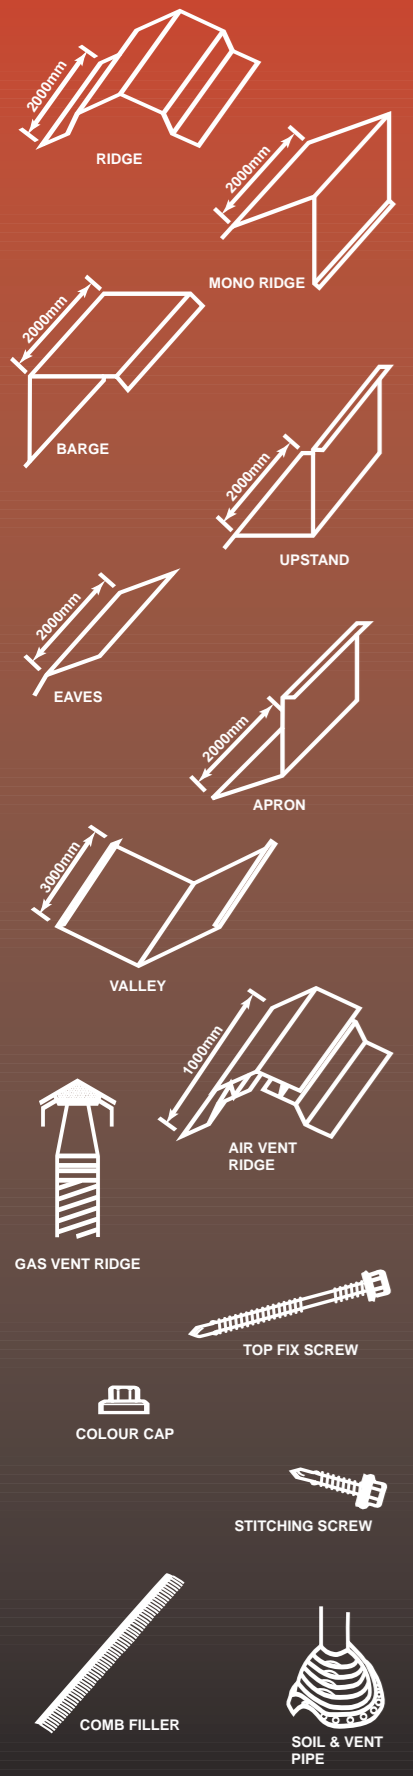 2000mm
RIDGE
2000mm
MONO RIDGE
2000mm
BARGE
2000mm
UPSTAND
2000mm
EAVES
2000mm
APRON
3000mm
VALLEY
1000mm
AIR VENT
RIDGE
GAS VENT RIDGE
TOP FIX SCREW
COLOUR CAP
STITCHING SCREW
COMB FILLER
SOIL & VENT
PIPE